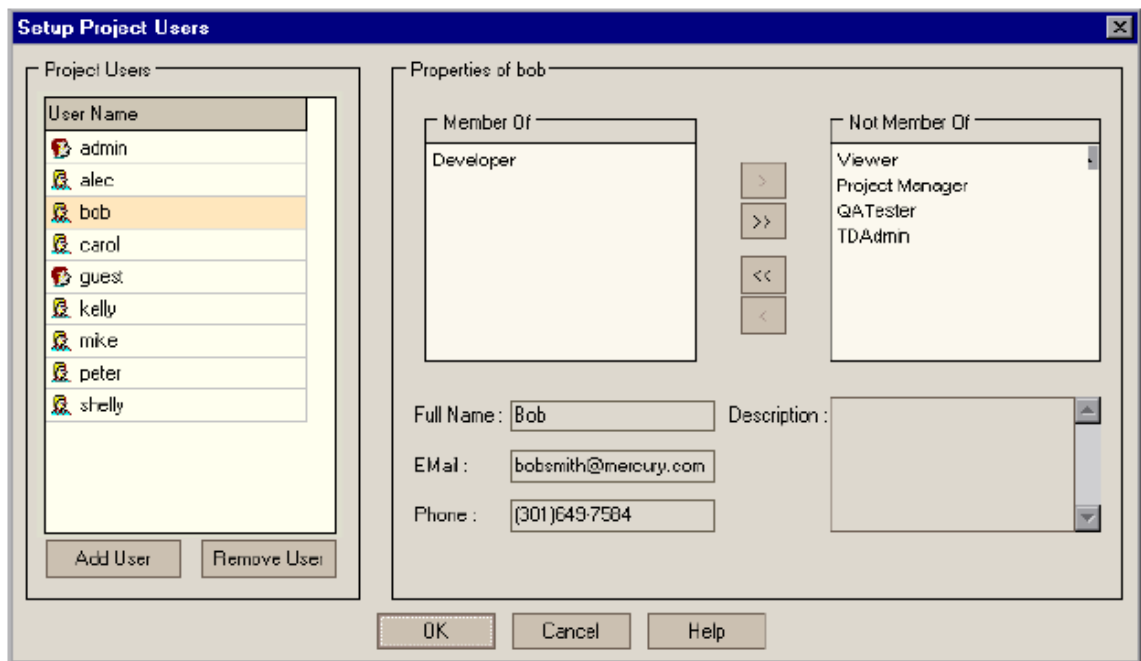 Setup Project Users
Project Users
User Name
admin
alec
bob
carol
guest
kelly
mike
peter
shelly
Add User
Remove User
Properties of bob
Member Of
Developer
>
>>
<<
<
Not Member Of
Viewer
Project Manager
QATester
TDAdmin
Full Name : Bob
EMail : bobsmith@mercury.com
Phone : (301)649-7584
Description :
OK
Cancel
Help